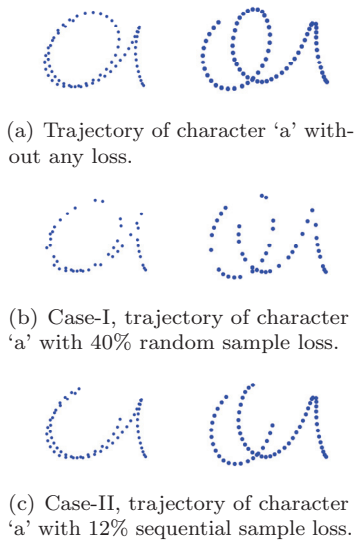 (a) Trajectory of character ‘a’ with-
out any loss.
(b) Case-I, trajectory of character
‘a’ with 40% random sample loss.
(c) Case-II, trajectory of character
‘a’ with 12% sequential sample loss.